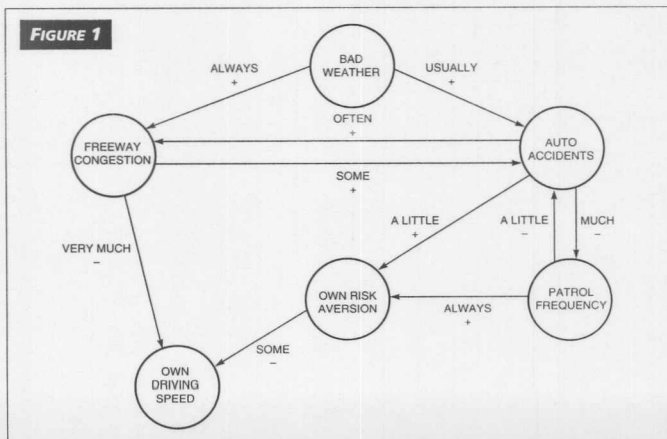 FIGURE 1
BAD
WEATHER
ALWAYS
+
USUALLY
+
OFTEN
+
FREEWAY
CONGESTION
AUTO
ACCIDENTS
SOME
+
A LITTLE
+
A LITTLE
−
MUCH
−
VERY MUCH
−
OWN RISK
AVERSION
PATROL
FREQUENCY
ALWAYS
+
SOME
−
OWN
DRIVING
SPEED